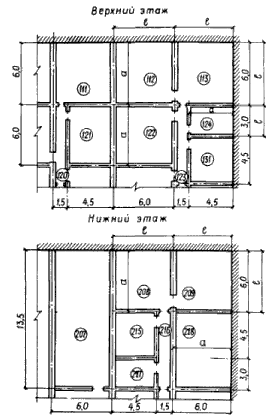 Верхний этаж
ℓ ℓ
6,0 111 а 112 113 6,0 ℓ
6,0 121 122 124 3,0 ℓ
120 123 131 4,5
1,5 4,5 6,0 1,5 4,5
Нижний этаж
ℓ ℓ
13,5 208 209 6,0 ℓ
а
207 215 216 218 4,5
а
217 3,0
6,0 4,5 1,5 6,0